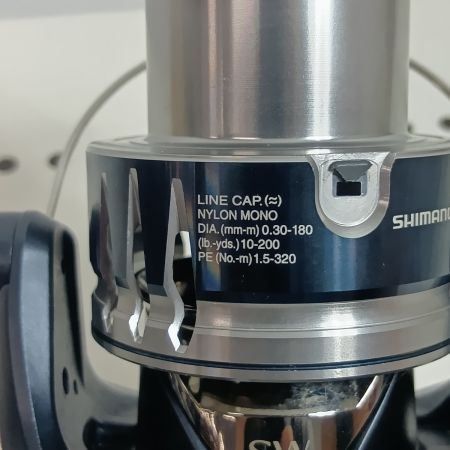 LINE CAP.(≈)
NYLON MONO
DIA.(mm-m) 0.30-180
(lb.-yds.) 10-200
PE (No.-m) 1.5-320
SHIMANO
SW